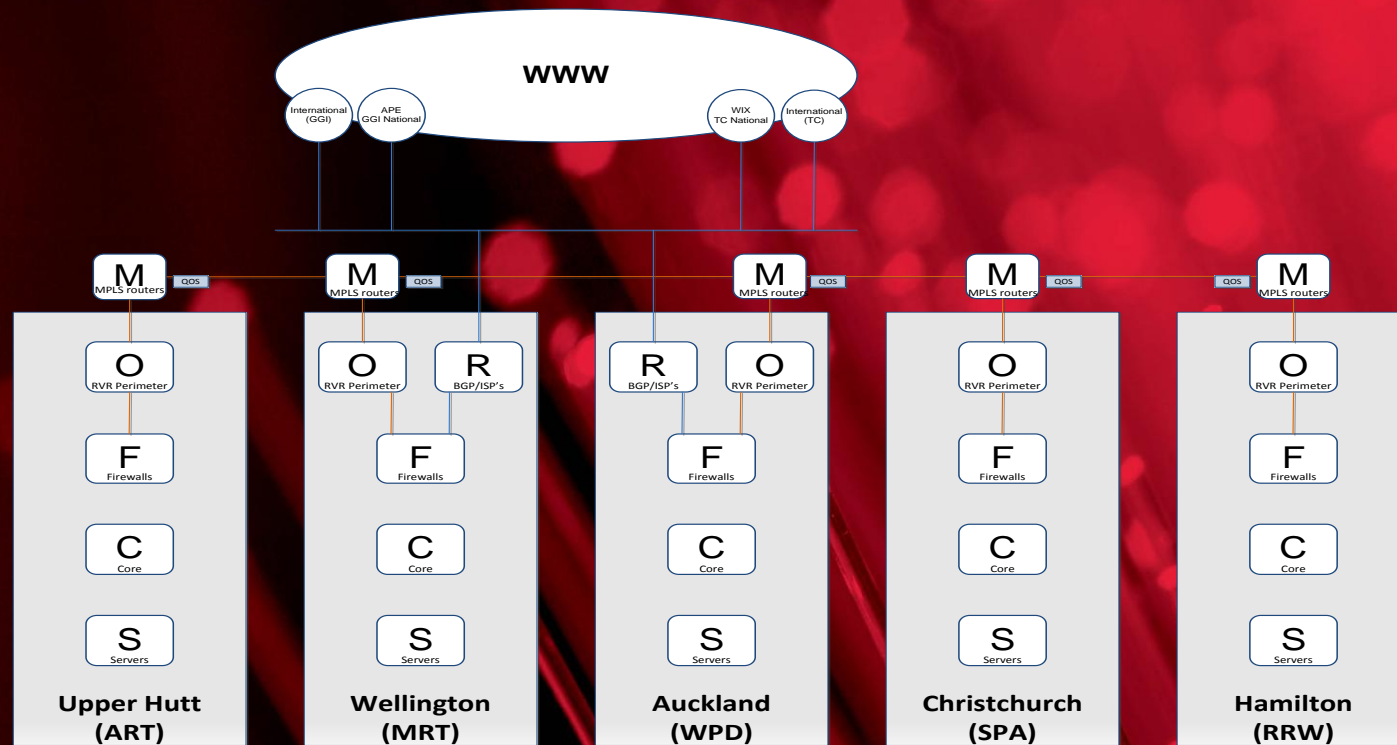 www
International
(GGI)
APE
GGI National
WIX
TC National
International
(TC)
M
MPLS routers
QOS
M
MPLS routers
QOS
M
MPLS routers
QOS
M
MPLS routers
QOS
QOS
M
MPLS routers
O
RVR Perimeter
O
RVR Perimeter
R
BGP/ISP's
R
BGP/ISP's
O
RVR Perimeter
O
RVR Perimeter
O
RVR Perimeter
F
Firewalls
F
Firewalls
F
Firewalls
F
Firewalls
F
Firewalls
C
Core
C
Core
C
Core
C
Core
C
Core
S
Servers
S
Servers
S
Servers
S
Servers
S
Servers
Upper Hutt
(ART)
Wellington
(MRT)
Auckland
(WPD)
Christchurch
(SPA)
Hamilton
(RRW)